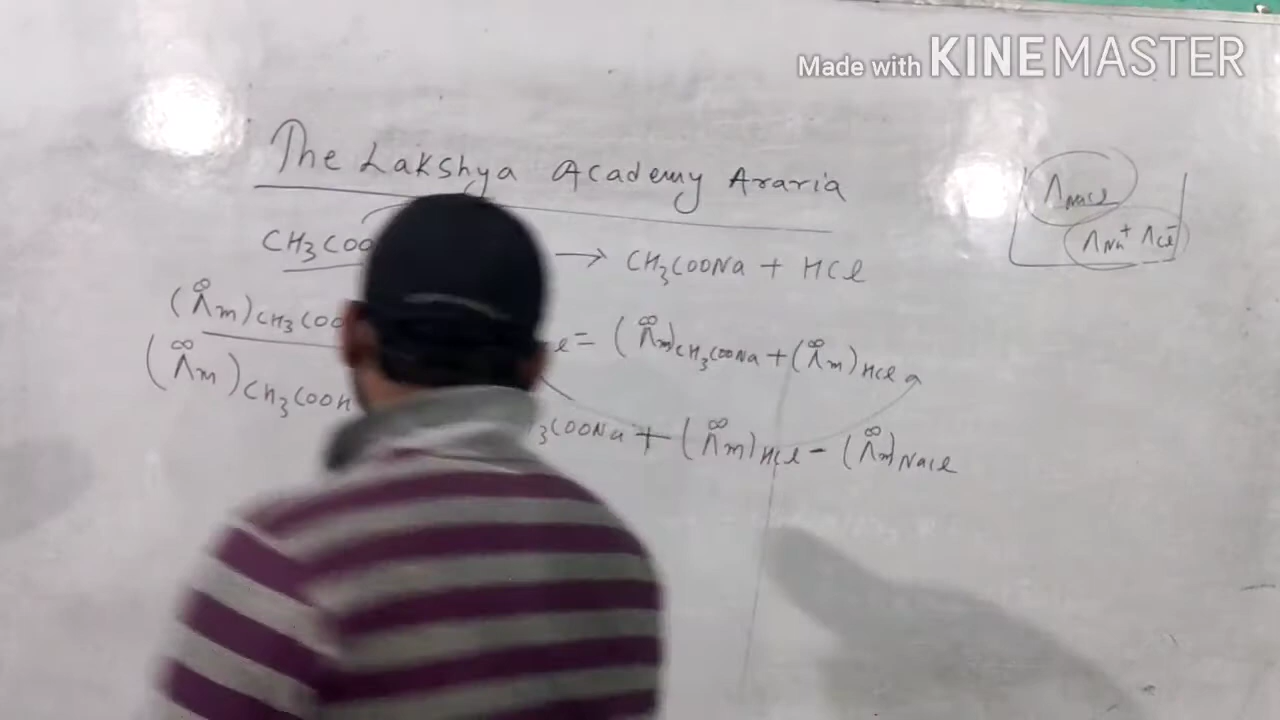 Made with KINEMASTER
The Lakshya Academy Araria
CH₃COO → CH₃COONa + HCl
(Λ̊m)CH₃COO l = (Λ̊m)CH₃COONa + (Λ̊m)HCl
(Λ̊m)CH₃COOH ₃COONa + (Λ̊m)HCl - (Λ̊m)NaCl
ΛNaCl
ΛNa⁺ ΛCl⁻